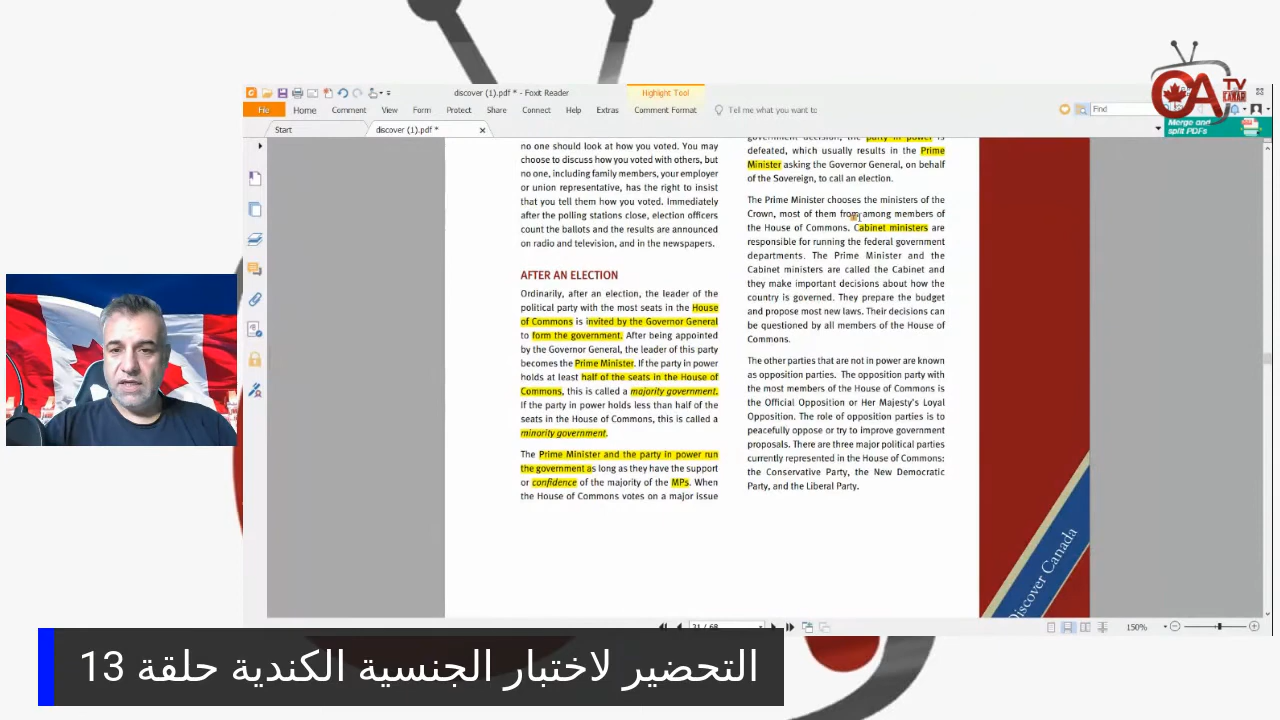 discover (1).pdf * - Foxit Reader
Highlight Tool
File
Home
Comment
View
Form
Protect
Share
Connect
Help
Extras
Comment Format
Tell me what you want to
Find
Start
discover (1).pdf *
Merge and
split PDFs
CA TV
no one should look at how you voted. You may
choose to discuss how you voted with others, but
no one, including family members, your employer
or union representative, has the right to insist
that you tell them how you voted. Immediately
after the polling stations close, election officers
count the ballots and the results are announced
on radio and television, and in the newspapers.
AFTER AN ELECTION
Ordinarily, after an election, the leader of the
political party with the most seats in the House
of Commons is invited by the Governor General
to form the government. After being appointed
by the Governor General, the leader of this party
becomes the Prime Minister. If the party in power
holds at least half of the seats in the House of
Commons, this is called a majority government.
If the party in power holds less than half of the
seats in the House of Commons, this is called a
minority government.
The Prime Minister and the party in power run
the government as long as they have the support
or confidence of the majority of the MPs. When
the House of Commons votes on a major issue
government decision, the party in power is
defeated, which usually results in the Prime
Minister asking the Governor General, on behalf
of the Sovereign, to call an election.
The Prime Minister chooses the ministers of the
Crown, most of them from among members of
the House of Commons. Cabinet ministers are
responsible for running the federal government
departments. The Prime Minister and the
Cabinet ministers are called the Cabinet and
they make important decisions about how the
country is governed. They prepare the budget
and propose most new laws. Their decisions can
be questioned by all members of the House of
Commons.
The other parties that are not in power are known
as opposition parties. The opposition party with
the most members of the House of Commons is
the Official Opposition or Her Majesty's Loyal
Opposition. The role of opposition parties is to
peacefully oppose or try to improve government
proposals. There are three major political parties
currently represented in the House of Commons:
the Conservative Party, the New Democratic
Party, and the Liberal Party.
Discover Canada
31 / 68
150%
التحضير لاختبار الجنسية الكندية حلقة 13